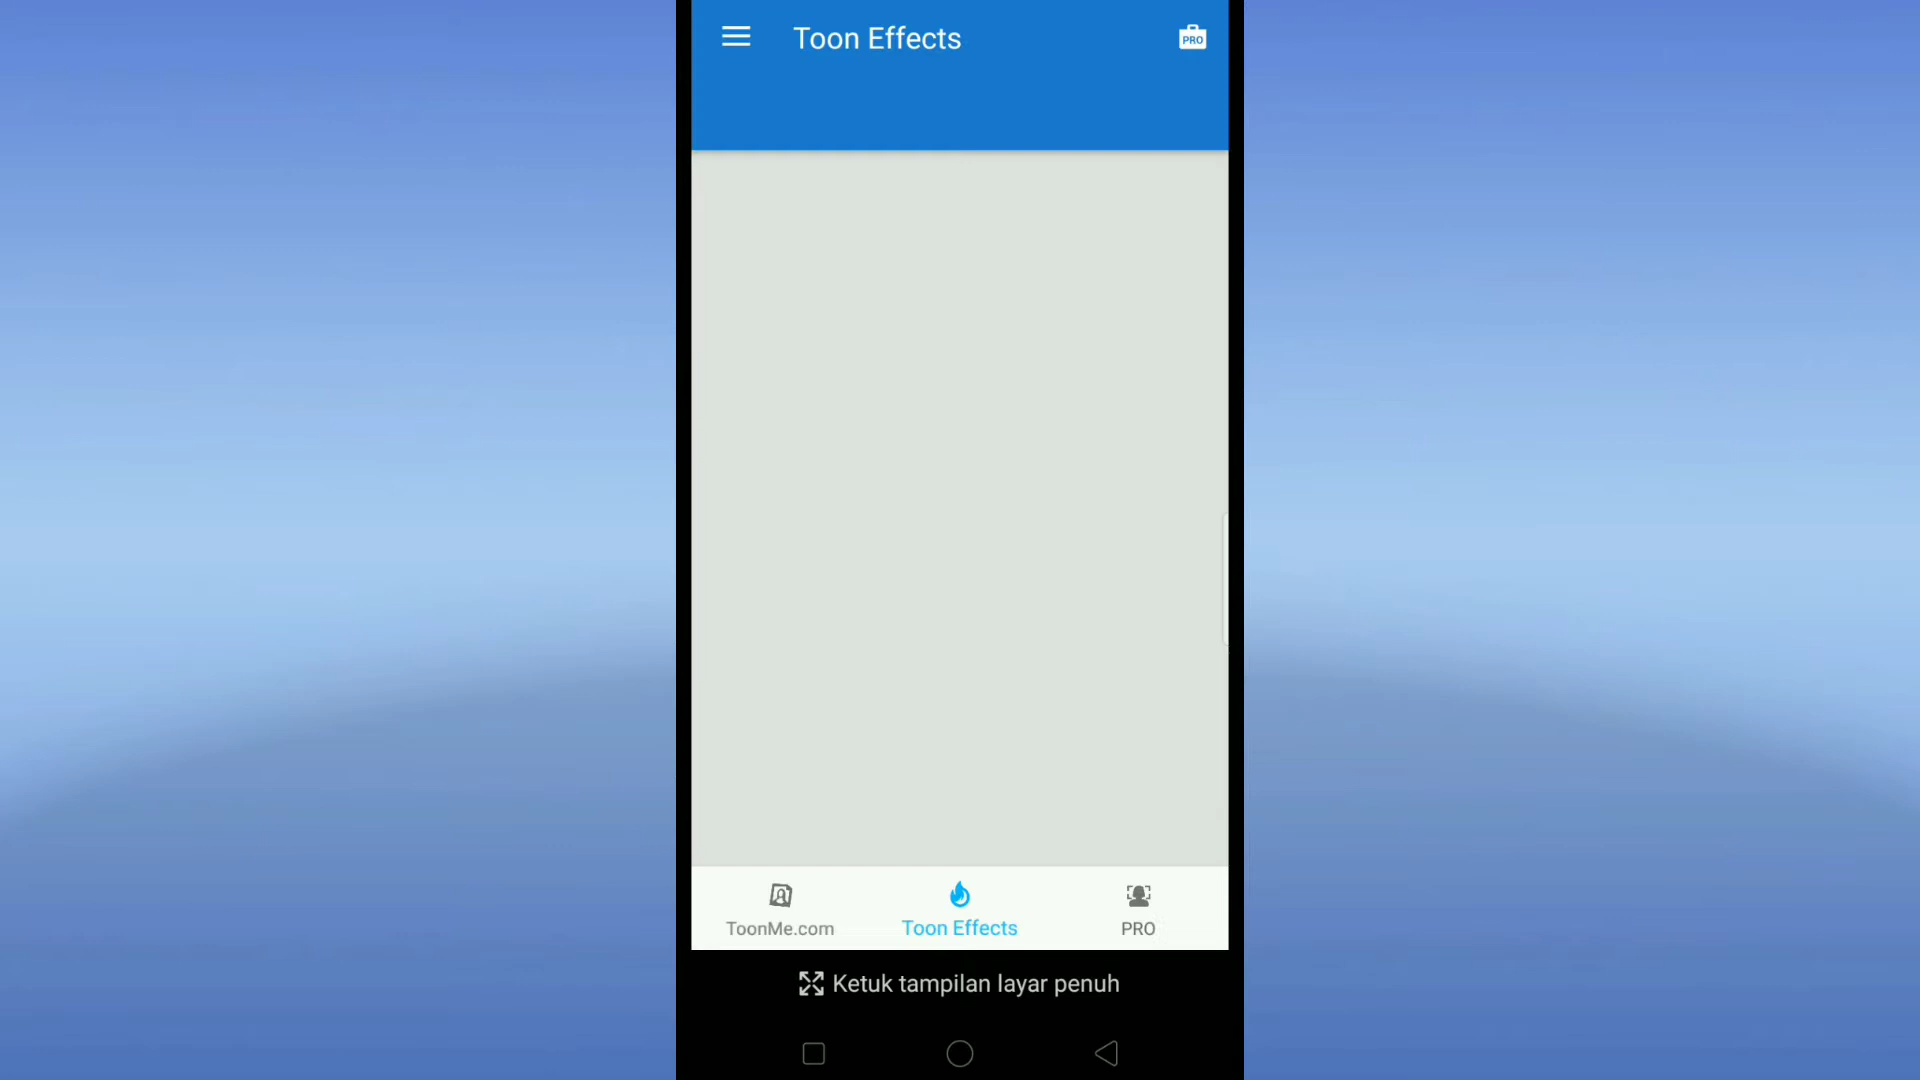 Toon Effects
PRO
ToonMe.com
Toon Effects
PRO
Ketuk tampilan layar penuh